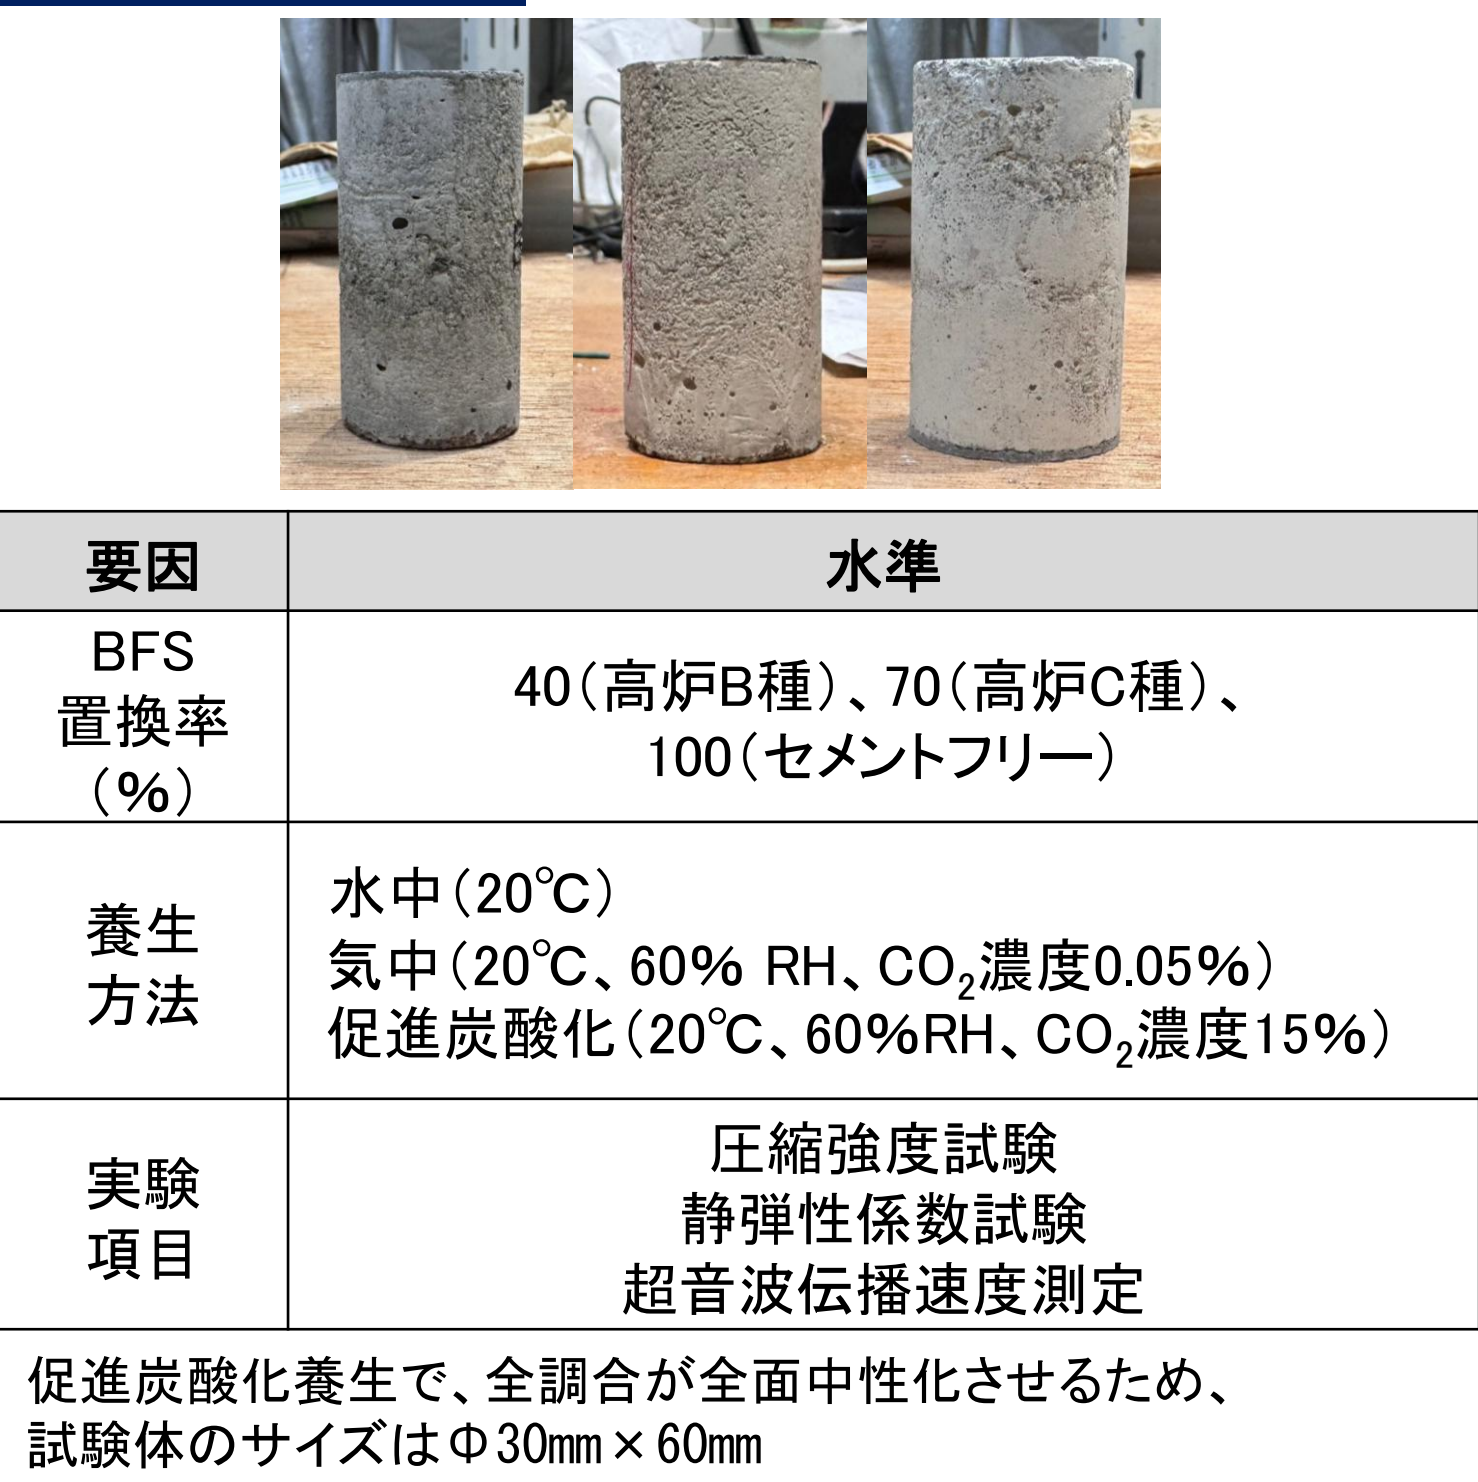 要因
水準
BFS
置換率
（％）
40（高炉B種）、70（高炉C種）、
100（セメントフリー）
養生
方法
水中（20℃）
気中（20℃、60% RH、CO₂濃度0.05%）
促進炭酸化（20℃、60%RH、CO₂濃度15%）
実験
項目
圧縮強度試験
静弾性係数試験
超音波伝播速度測定
促進炭酸化養生で、全調合が全面中性化させるため、
試験体のサイズはΦ30mm×60mm